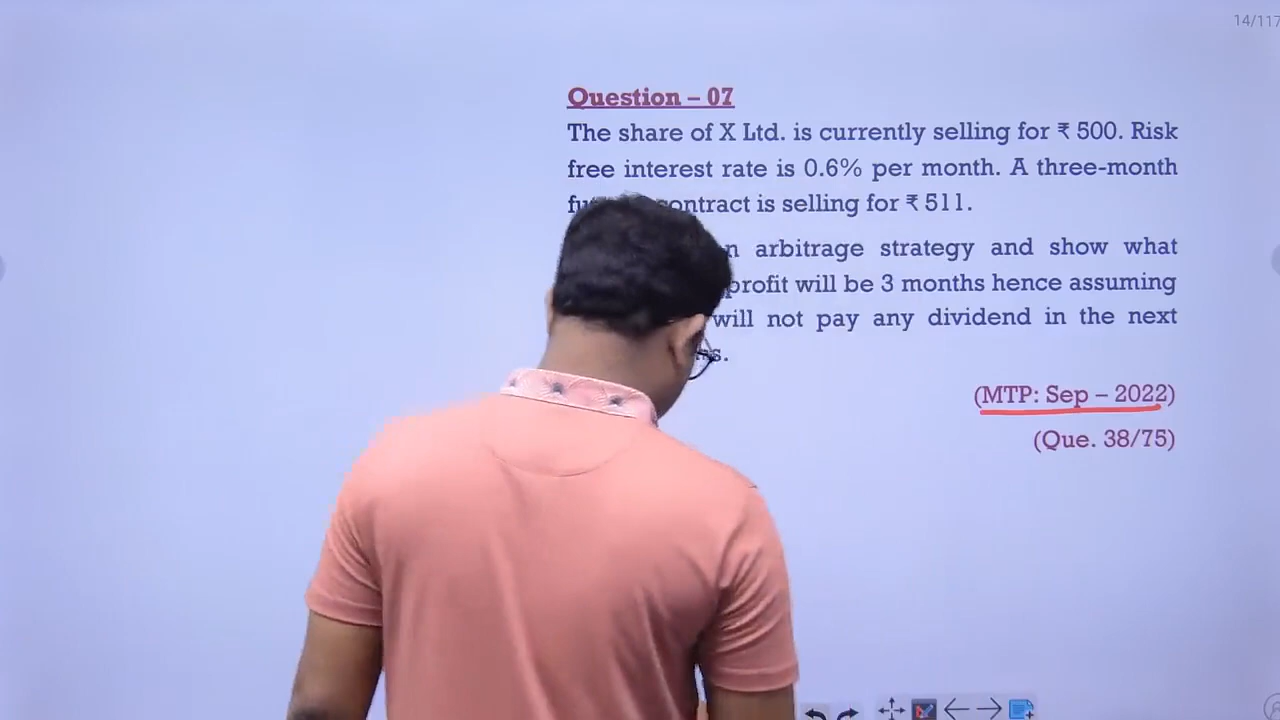 14/117
Question – 07
The share of X Ltd. is currently selling for ₹ 500. Risk
free interest rate is 0.6% per month. A three-month
contract is selling for ₹ 511.
arbitrage strategy and show what
profit will be 3 months hence assuming
will not pay any dividend in the next
(MTP: Sep – 2022)
(Que. 38/75)